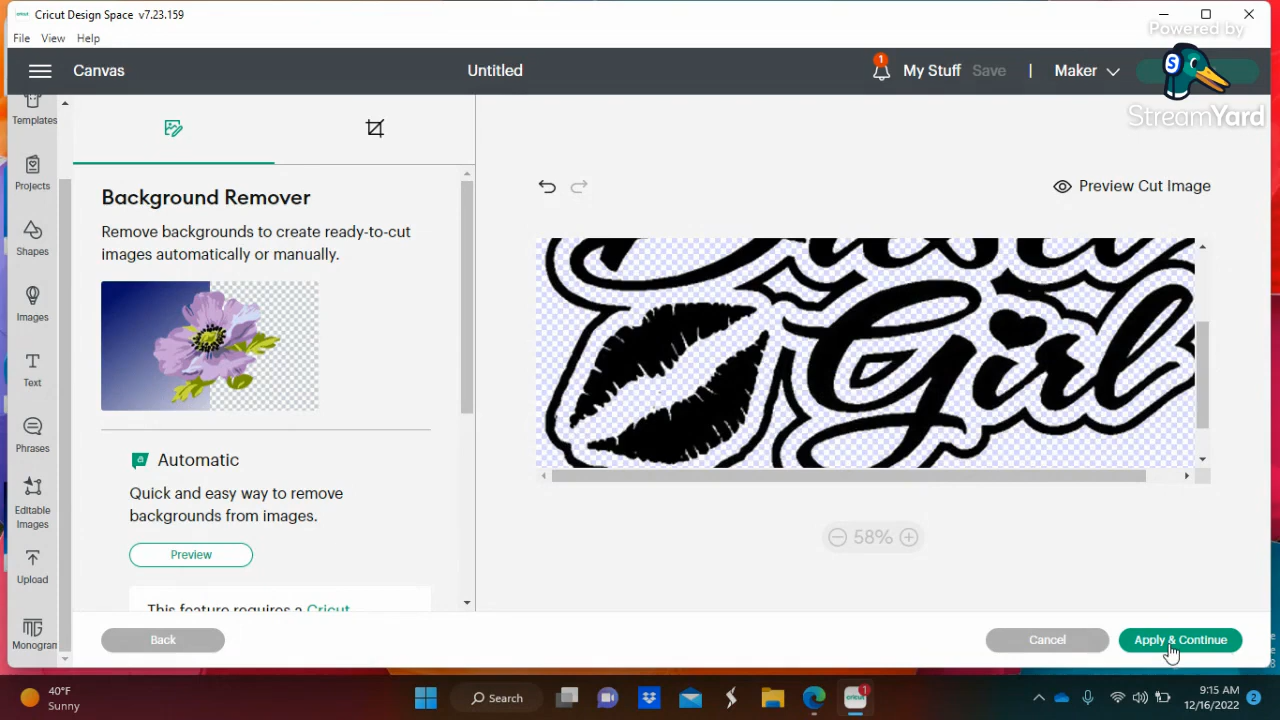 Cricut Design Space v7.23.159
File View Help
Powered by
StreamYard
Canvas
Untitled
1
My Stuff Save | Maker
Templates
Projects
Shapes
Images
Text
Phrases
Editable
Images
Upload
Monogram
Background Remover
Remove backgrounds to create ready-to-cut
images automatically or manually.
Automatic
Quick and easy way to remove
backgrounds from images.
Preview
This feature requires a Cricut
Preview Cut Image
Girl
58%
Back
Cancel
Apply & Continue
40°F
Sunny
Search
1
9:15 AM
12/16/2022
2